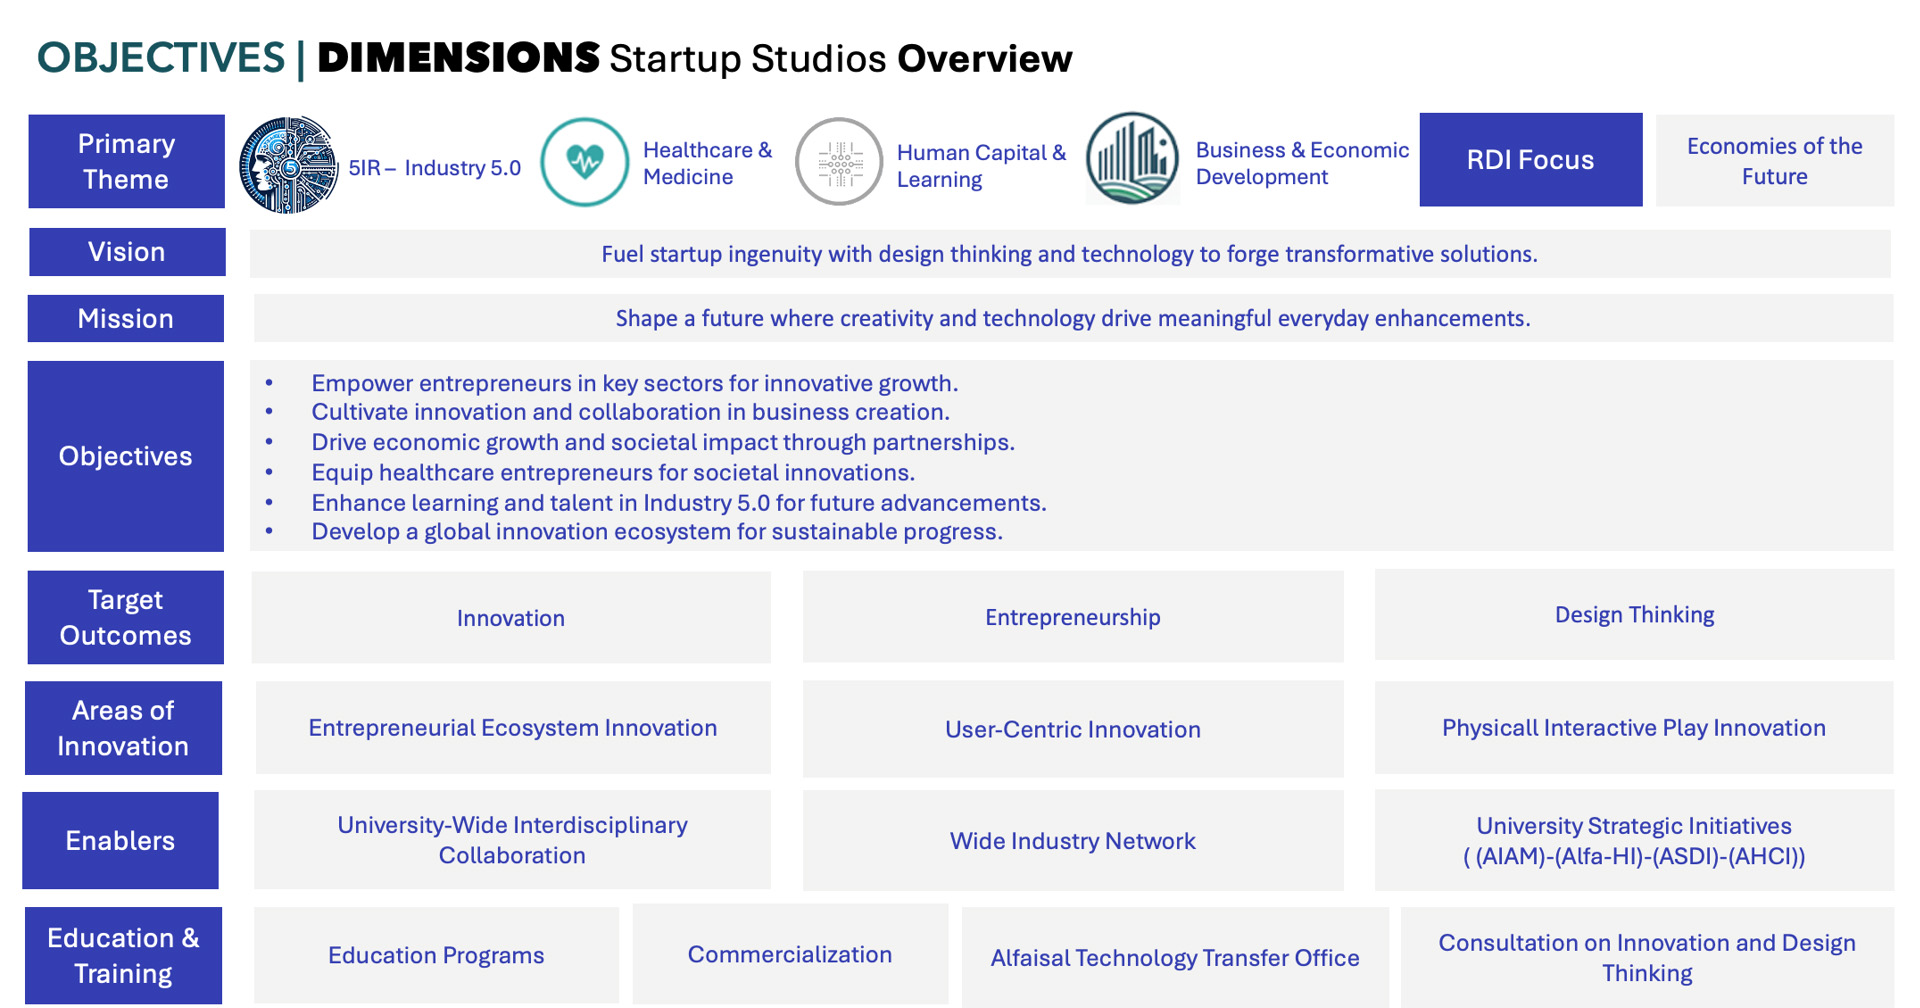 OBJECTIVES | DIMENSIONS Startup Studios Overview
Primary
Theme
5
5IR – Industry 5.0
Healthcare &
Medicine
Human Capital &
Learning
Business & Economic
Development
RDI Focus
Economies of the
Future
Vision
Fuel startup ingenuity with design thinking and technology to forge transformative solutions.
Mission
Shape a future where creativity and technology drive meaningful everyday enhancements.
Objectives
• Empower entrepreneurs in key sectors for innovative growth.
• Cultivate innovation and collaboration in business creation.
• Drive economic growth and societal impact through partnerships.
• Equip healthcare entrepreneurs for societal innovations.
• Enhance learning and talent in Industry 5.0 for future advancements.
• Develop a global innovation ecosystem for sustainable progress.
Target
Outcomes
Innovation
Entrepreneurship
Design Thinking
Areas of
Innovation
Entrepreneurial Ecosystem Innovation
User-Centric Innovation
Physicall Interactive Play Innovation
Enablers
University-Wide Interdisciplinary
Collaboration
Wide Industry Network
University Strategic Initiatives
( (AIAM)-(Alfa-HI)-(ASDI)-(AHCI))
Education &
Training
Education Programs
Commercialization
Alfaisal Technology Transfer Office
Consultation on Innovation and Design
Thinking